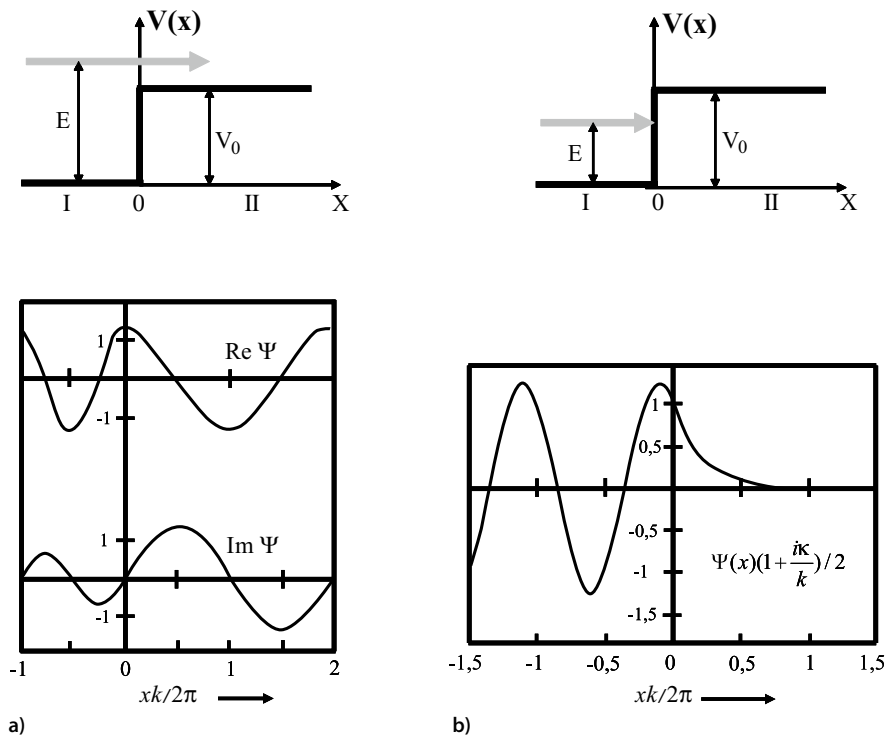 V(x)
E
V0
I
0
II
X
V(x)
E
V0
I
0
II
X
1
Re Ψ
-1
1
Im Ψ
-1
-1
0
1
2
xk/2π
a)
1
0,5
-0,5
-1
-1,5
Ψ(x)(1+iκ/k)/2
-1,5
-1
-0,5
0
0,5
1
1,5
xk/2π
b)